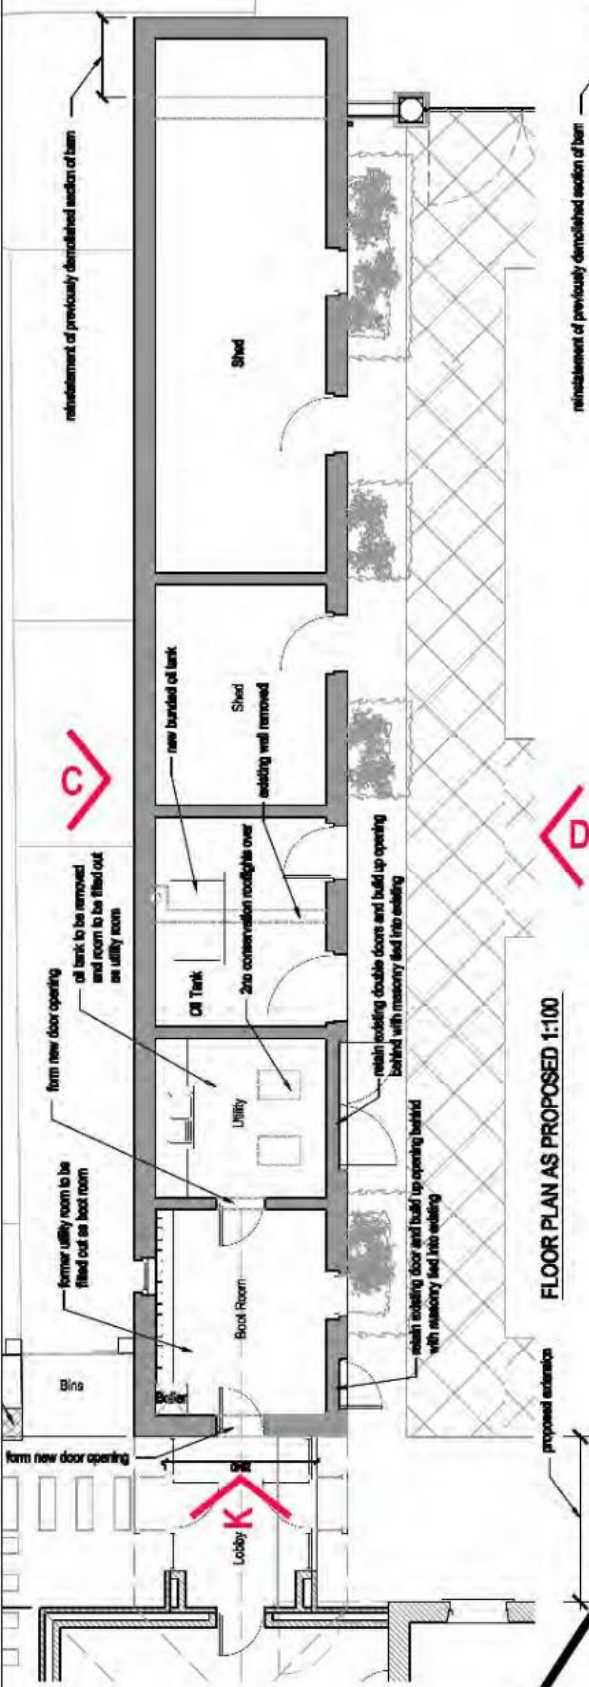 reinstatement of previously demolished section of barn
reinstatement of previously demolished section of barn
Shed
C
new bunded oil tank
Shed
existing wall removed
D
oil tank to be removed
and room to be fitted out
as utility room
Oil Tank
2no conservation rooflights over
form new door opening
retain existing double doors and build up opening
behind with masonry tied into existing
Utility
former utility room to be
fitted out as boot room
Boot Room
retain existing door and build up opening behind
with masonry tied into existing
FLOOR PLAN AS PROPOSED 1:100
Bins
Boiler
form new door opening
K
Lobby
proposed extension